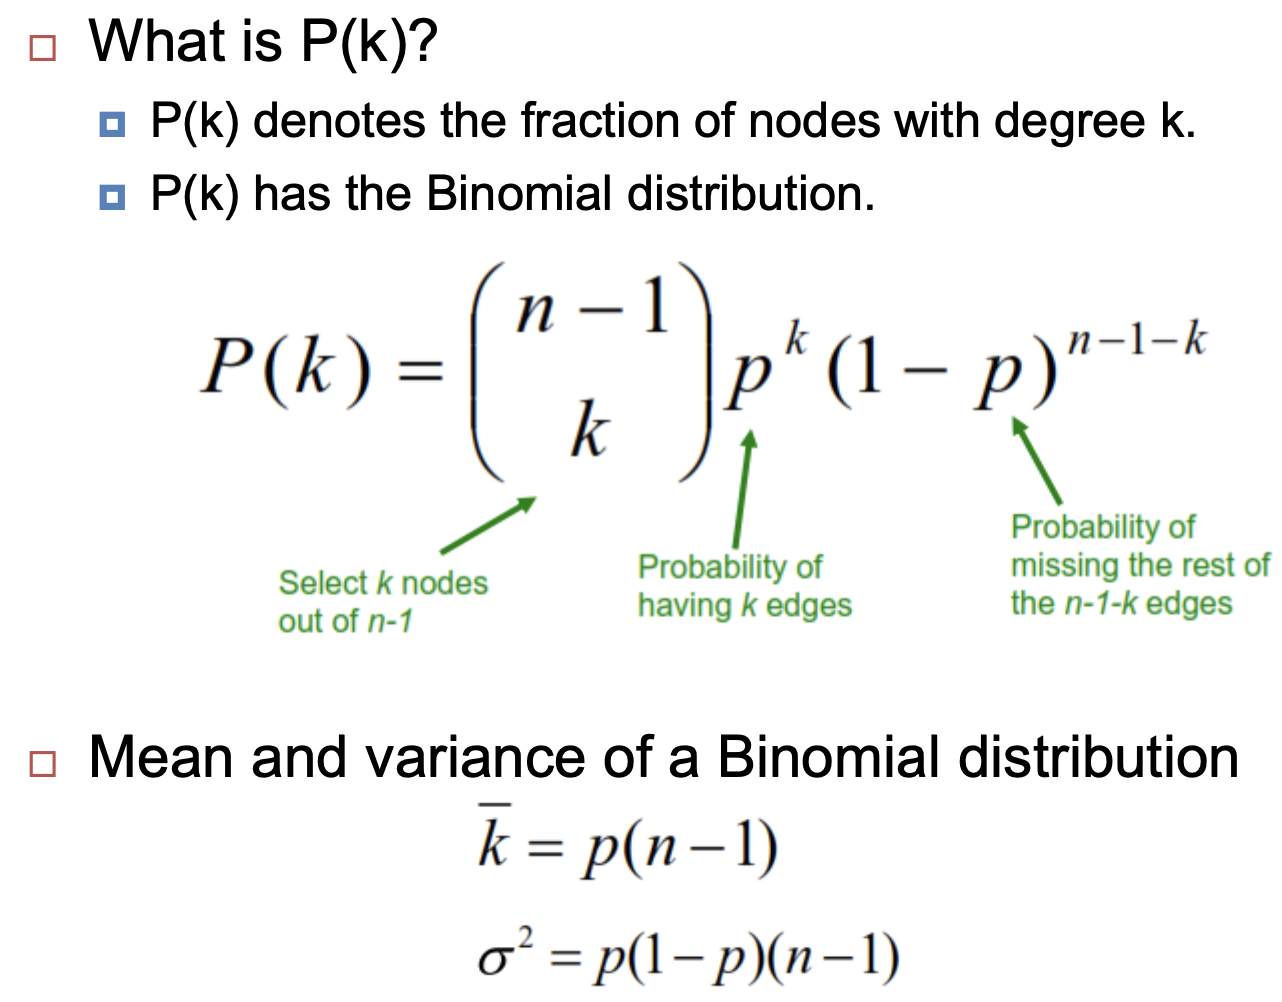 What is P(k)?
P(k) denotes the fraction of nodes with degree k.
P(k) has the Binomial distribution.
$P(k) = \binom{n-1}{k} p^k (1-p)^{n-1-k}$
Select k nodes
out of n-1
Probability of
having k edges
Probability of
missing the rest of
the n-1-k edges
Mean and variance of a Binomial distribution
$\overline{k} = p(n-1)$
$\sigma^2 = p(1-p)(n-1)$